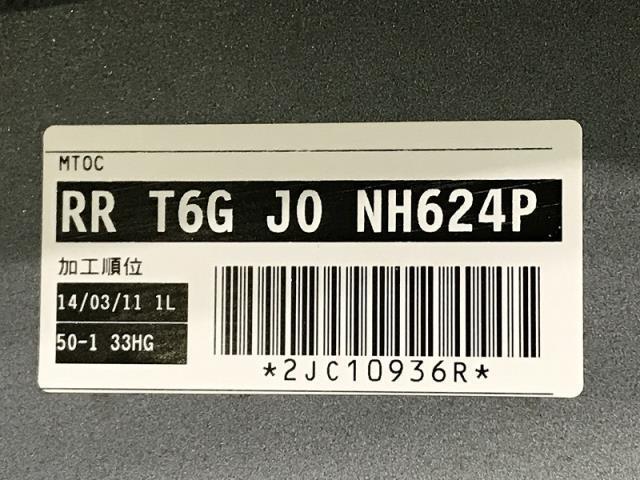 MTOC
RR T6G J0 NH624P
加工順位
14/03/11 1L
50-1 33HG
*2JC10936R*